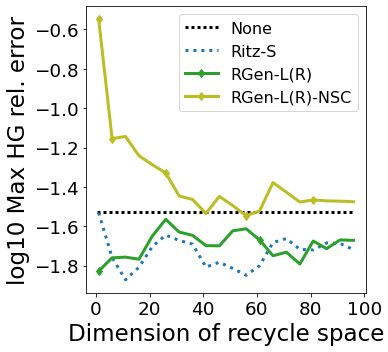 log10 Max HG rel. error
−0.6
−0.8
−1.0
−1.2
−1.4
−1.6
−1.8
None
Ritz-S
RGen-L(R)
RGen-L(R)-NSC
0 20 40 60 80 100
Dimension of recycle space